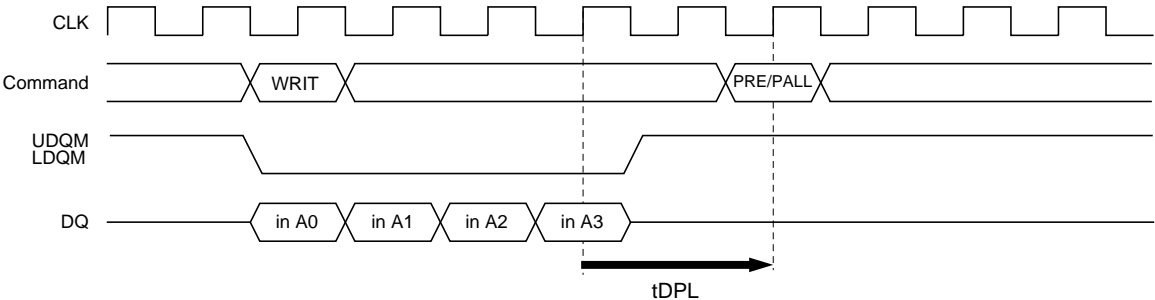 CLK
Command WRIT PRE/PALL
UDQM
LDQM
DQ in A0 in A1 in A2 in A3
tDPL